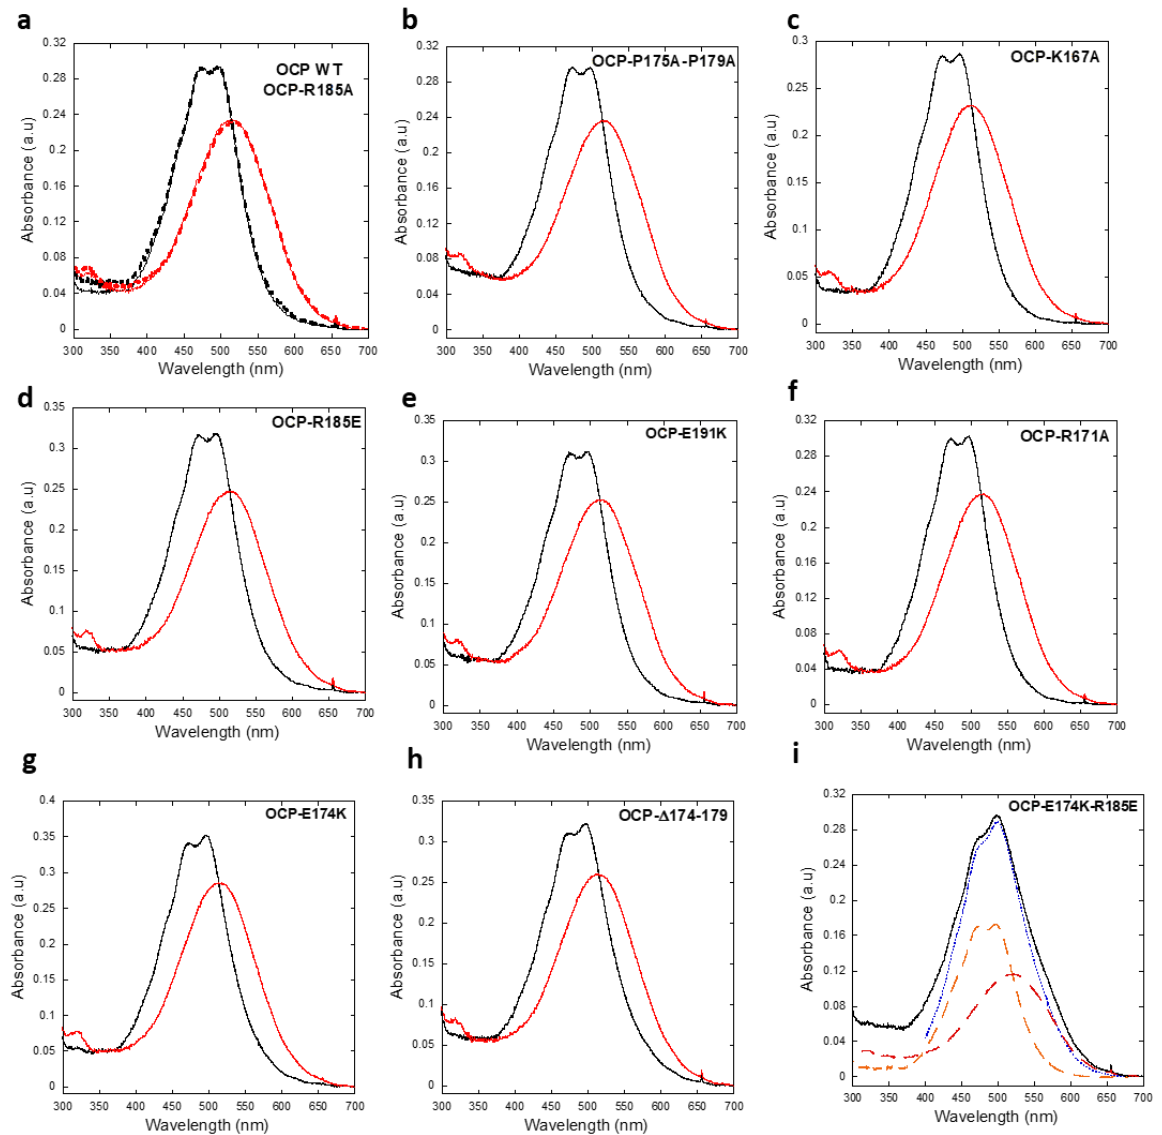 a
OCP WT
OCP-R185A
0.32
0.28
0.24
0.2
0.16
0.12
0.08
0.04
0
Absorbance (a.u)
300 350 400 450 500 550 600 650 700
Wavelength (nm)
b
OCP-P175A-P179A
0.32
0.28
0.24
0.2
0.16
0.12
0.08
0.04
0
Absorbance (a.u)
300 350 400 450 500 550 600 650 700
Wavelength (nm)
c
OCP-K167A
0.3
0.25
0.2
0.15
0.1
0.05
0
Absorbance (a.u)
300 350 400 450 500 550 600 650 700
Wavelength (nm)
d
OCP-R185E
0.35
0.3
0.25
0.2
0.15
0.1
0.05
0
Absorbance (a.u)
300 350 400 450 500 550 600 650 700
Wavelength (nm)
e
OCP-E191K
0.35
0.3
0.25
0.2
0.15
0.1
0.05
0
Absorbance (a.u)
300 350 400 450 500 550 600 650 700
Wavelength (nm)
f
OCP-R171A
0.32
0.28
0.24
0.2
0.16
0.12
0.08
0.04
0
Absorbance (a.u)
300 350 400 450 500 550 600 650 700
Wavelength (nm)
g
OCP-E174K
0.4
0.35
0.3
0.25
0.2
0.15
0.1
0.05
0
Absorbance (a.u)
300 350 400 450 500 550 600 650 700
Wavelength (nm)
h
OCP-Δ174-179
0.35
0.3
0.25
0.2
0.15
0.1
0.05
0
Absorbance (a.u)
300 350 400 450 500 550 600 650 700
Wavelength (nm)
i
OCP-E174K-R185E
0.32
0.28
0.24
0.2
0.16
0.12
0.08
0.04
0
Absorbance (a.u)
300 350 400 450 500 550 600 650 700
Wavelength (nm)